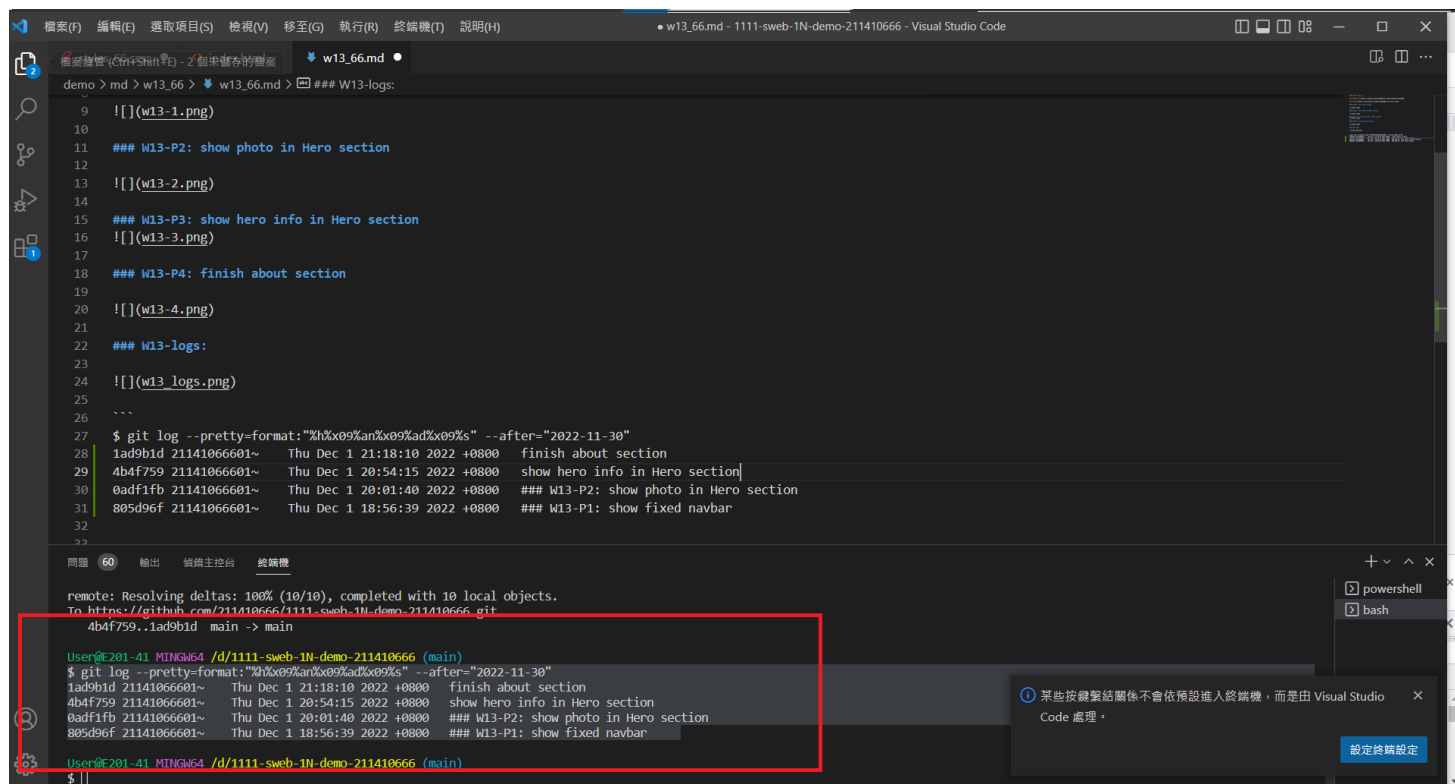 檔案(F) 編輯(E) 選取項目(S) 檢視(V) 移至(G) 執行(R) 終端機(T) 說明(H)
● w13_66.md - 1111-sweb-1N-demo-211410666 - Visual Studio Code
w13_66.md ●
demo > md > w13_66 > w13_66.md > ### W13-logs:
9 ![](w13-1.png)
10
11 ### W13-P2: show photo in Hero section
12
13 ![](w13-2.png)
14
15 ### W13-P3: show hero info in Hero section
16 ![](w13-3.png)
17
18 ### W13-P4: finish about section
19
20 ![](w13-4.png)
21
22 ### W13-logs:
23
24 ![](w13_logs.png)
25
26 ```
27 $ git log --pretty=format:"%h%x09%an%x09%ad%x09%s" --after="2022-11-30"
28 1ad9b1d 21141066601~ Thu Dec 1 21:18:10 2022 +0800 finish about section
29 4b4f759 21141066601~ Thu Dec 1 20:54:15 2022 +0800 show hero info in Hero section
30 0adf1fb 21141066601~ Thu Dec 1 20:01:40 2022 +0800 ### W13-P2: show photo in Hero section
31 805d96f 21141066601~ Thu Dec 1 18:56:39 2022 +0800 ### W13-P1: show fixed navbar
32
問題 60 輸出 偵錯主控台 終端機
remote: Resolving deltas: 100% (10/10), completed with 10 local objects.
To https://github.com/211410666/1111-sweb-1N-demo-211410666.git
4b4f759..1ad9b1d main -> main
User@E201-41 MINGW64 /d/1111-sweb-1N-demo-211410666 (main)
$ git log --pretty=format:"%h%x09%an%x09%ad%x09%s" --after="2022-11-30"
1ad9b1d 21141066601~ Thu Dec 1 21:18:10 2022 +0800 finish about section
4b4f759 21141066601~ Thu Dec 1 20:54:15 2022 +0800 show hero info in Hero section
0adf1fb 21141066601~ Thu Dec 1 20:01:40 2022 +0800 ### W13-P2: show photo in Hero section
805d96f 21141066601~ Thu Dec 1 18:56:39 2022 +0800 ### W13-P1: show fixed navbar
User@E201-41 MINGW64 /d/1111-sweb-1N-demo-211410666 (main)
$
powershell
bash
某些按鍵繫結關係不會依預設進入終端機，而是由 Visual Studio
Code 處理。
設定終端設定
2
1